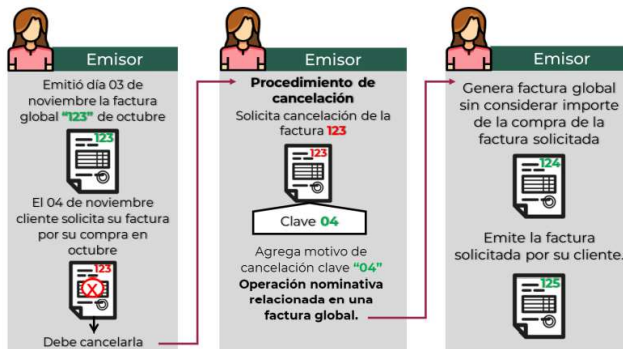 Emisor
Emitió día 03 de
noviembre la factura
global "123" de octubre
123
El 04 de noviembre
cliente solicita su factura
por su compra en
octubre
123
X
Debe cancelarla
Emisor
Procedimiento de
cancelación
Solicita cancelación de la
factura 123
123
Clave 04
Agrega motivo de
cancelación clave "04"
Operación nominativa
relacionada en una
factura global.
Emisor
Genera factura global
sin considerar importe
de la compra de la
factura solicitada
124
Emite la factura
solicitada por su cliente.
125